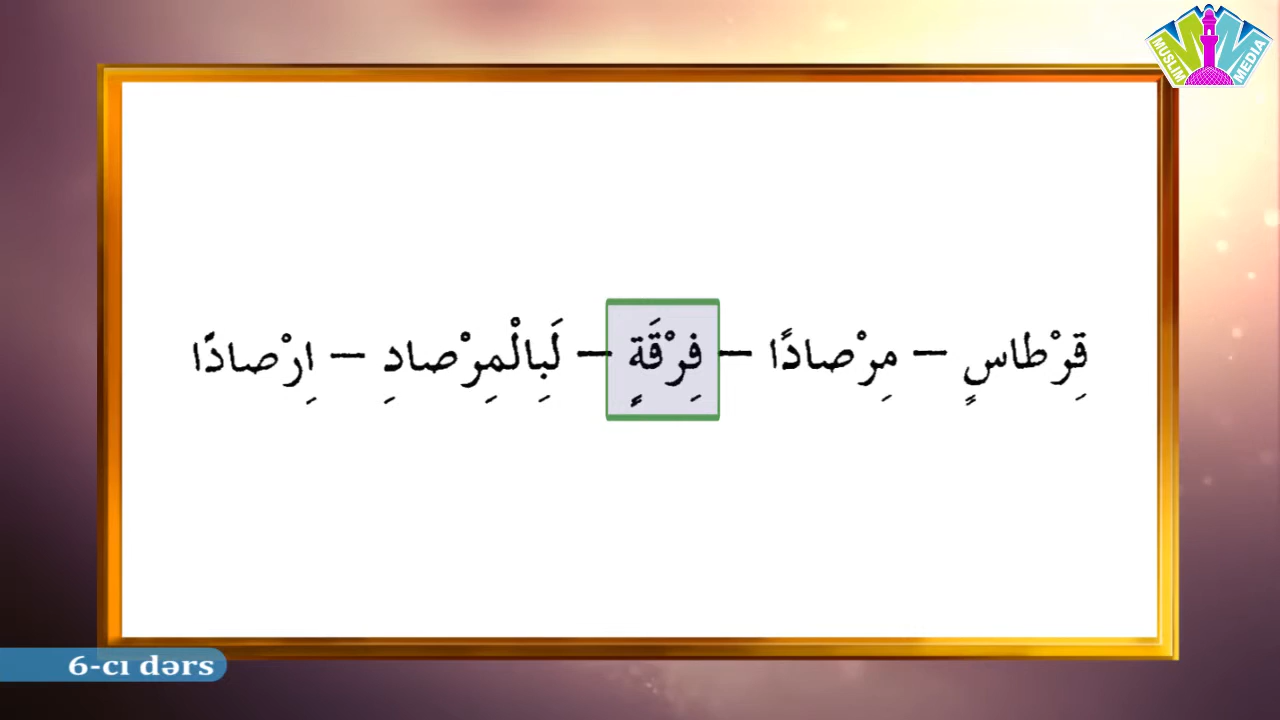 MUSLIM MEDIA
قِرْطاسٍ – مِرْصادًا – فِرْقَةٍ – لَبِالْمِرْصادِ – اِرْصادًا
6-cı dərs